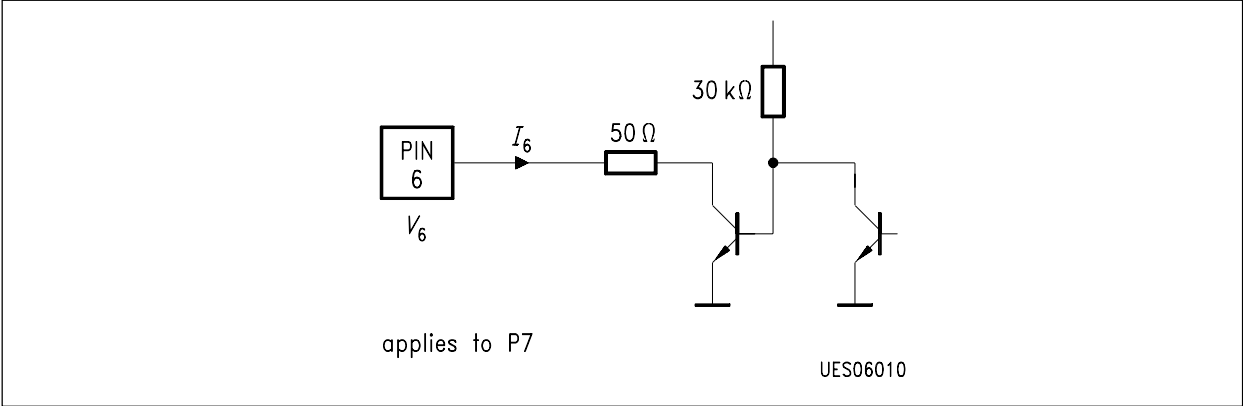 30 kΩ
50 Ω
I6
PIN
6
V6
applies to P7
UES06010